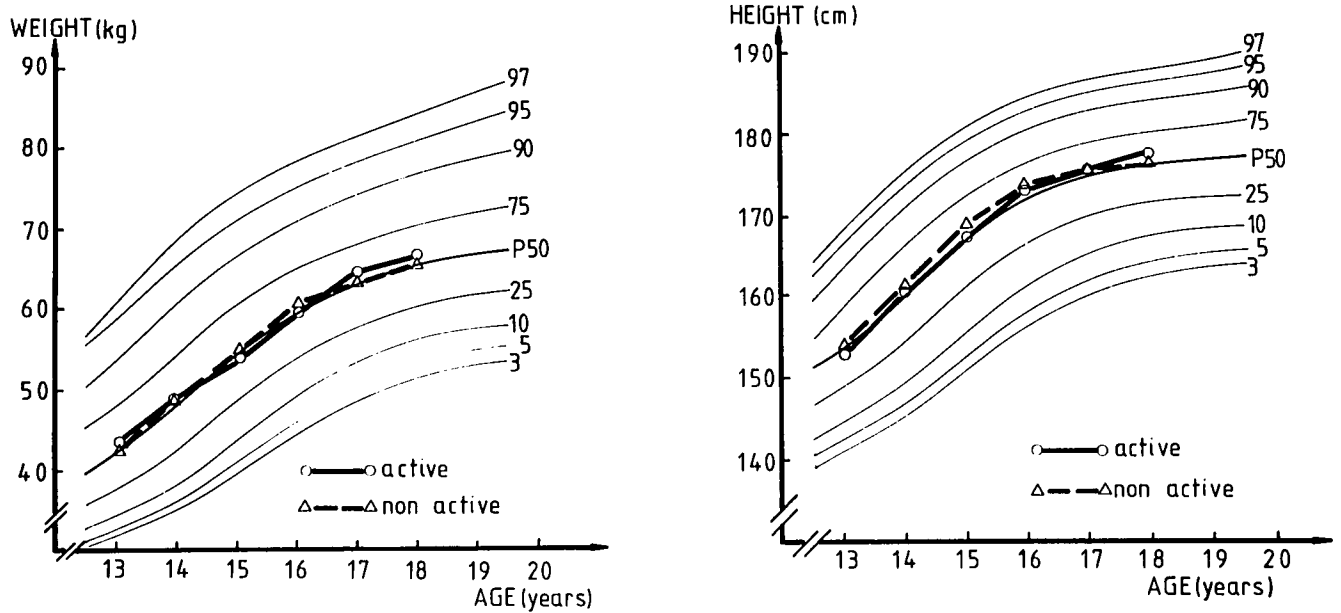 WEIGHT (kg)
90
80
70
60
50
40
97
95
90
75
P50
25
10
5
3
active
non active
13 14 15 16 17 18 19 20
AGE (years)
HEIGHT (cm)
190
180
170
160
150
140
97
95
90
75
P50
25
10
5
3
active
non active
13 14 15 16 17 18 19 20
AGE (years)